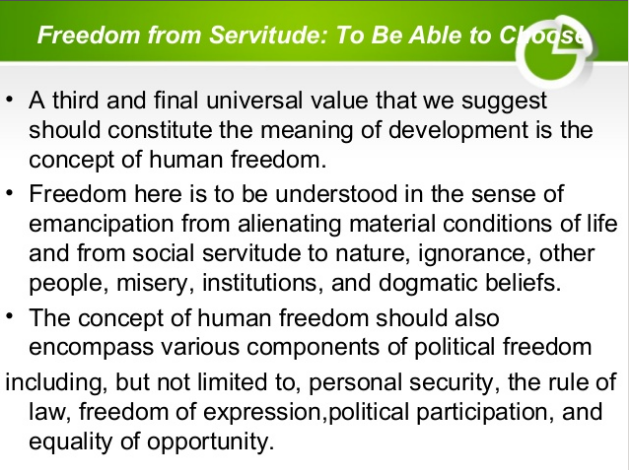 Freedom from Servitude: To Be Able to Choose
• A third and final universal value that we suggest
should constitute the meaning of development is the
concept of human freedom.
• Freedom here is to be understood in the sense of
emancipation from alienating material conditions of life
and from social servitude to nature, ignorance, other
people, misery, institutions, and dogmatic beliefs.
• The concept of human freedom should also
encompass various components of political freedom
including, but not limited to, personal security, the rule of
law, freedom of expression,political participation, and
equality of opportunity.